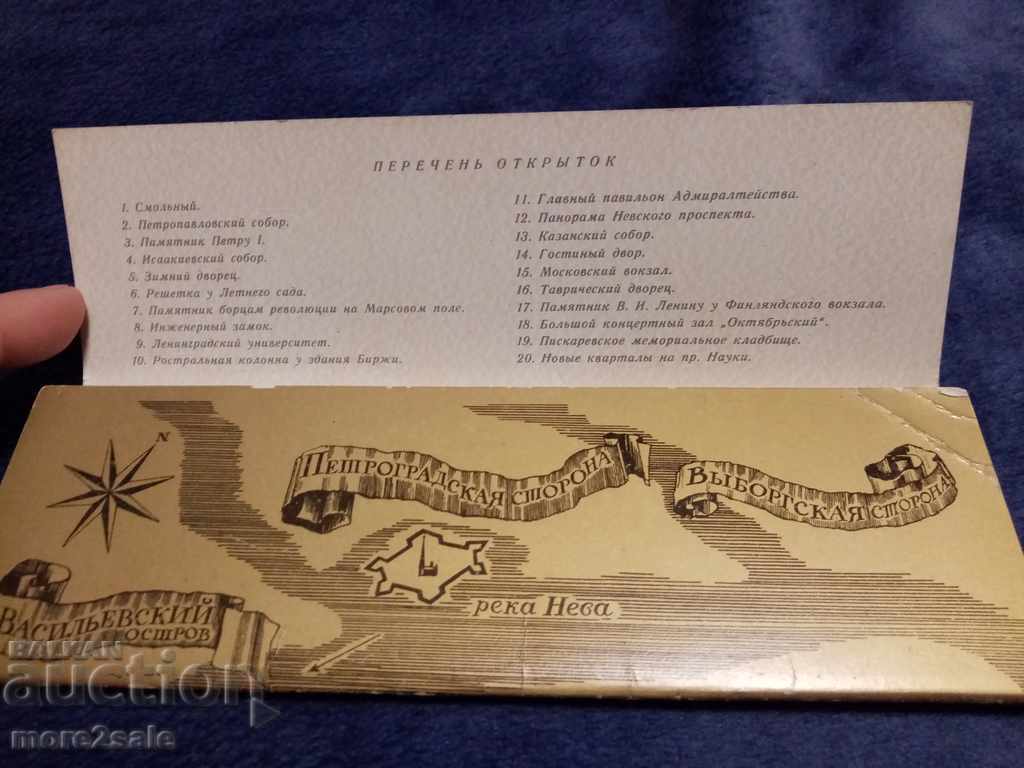 ПЕРЕЧЕНЬ ОТКРЫТОК
1. Смольный.
2. Петропавловский собор.
3. Памятник Петру I.
4. Исаакиевский собор.
5. Зимний дворец.
6. Решетка у Летнего сада.
7. Памятник борцам революции на Марсовом поле.
8. Инженерный замок.
9. Ленинградский университет.
10. Ростральная колонна у здания Биржи.
11. Главный павильон Адмиралтейства.
12. Панорама Невского проспекта.
13. Казанский собор.
14. Гостиный двор.
15. Московский вокзал.
16. Таврический дворец.
17. Памятник В. И. Ленину у Финляндского вокзала.
18. Большой концертный зал „Октябрьский".
19. Пискаревское мемориальное кладбище.
20. Новые кварталы на пр. Науки.
N
ПЕТРОГРАДСКАЯ СТОРОНА
ВЫБОРГСКАЯ СТОРОНА
ВАСИЛЬЕВСКИЙ
ОСТРОВ
река Нева
BALKAN
auction
more2sale